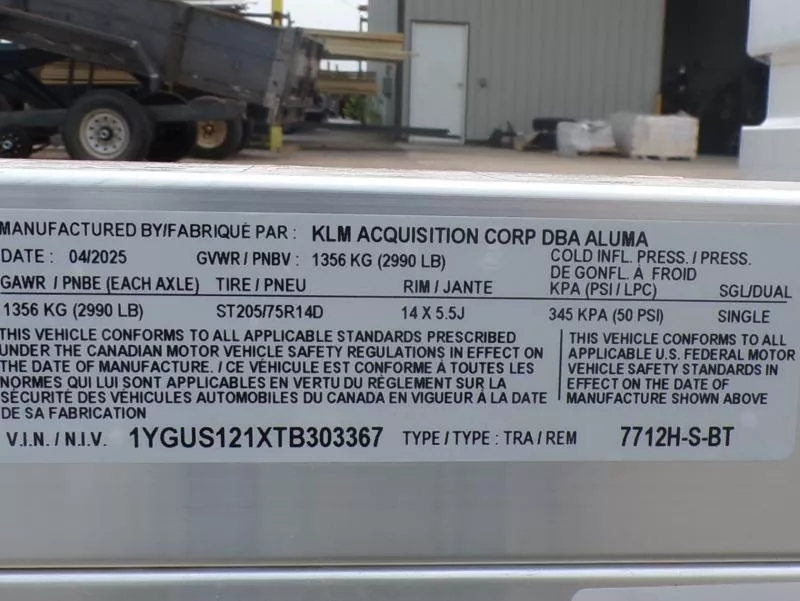 MANUFACTURED BY/FABRIQUÉ PAR : KLM ACQUISITION CORP DBA ALUMA
DATE : 04/2025 GVWR / PNBV : 1356 KG (2990 LB) COLD INFL. PRESS. / PRESS.
DE GONFL. À FROID
GAWR / PNBE (EACH AXLE) TIRE / PNEU RIM / JANTE KPA (PSI / LPC) SGL/DUAL
1356 KG (2990 LB) ST205/75R14D 14 X 5.5J 345 KPA (50 PSI) SINGLE
THIS VEHICLE CONFORMS TO ALL APPLICABLE STANDARDS PRESCRIBED
UNDER THE CANADIAN MOTOR VEHICLE SAFETY REGULATIONS IN EFFECT ON
THE DATE OF MANUFACTURE. / CE VÉHICULE EST CONFORME À TOUTES LES
NORMES QUI LUI SONT APPLICABLES EN VERTU DU RÈGLEMENT SUR LA
SÉCURITÉ DES VÉHICULES AUTOMOBILES DU CANADA EN VIGUEUR À LA DATE
DE SA FABRICATION
THIS VEHICLE CONFORMS TO ALL
APPLICABLE U.S. FEDERAL MOTOR
VEHICLE SAFETY STANDARDS IN
EFFECT ON THE DATE OF
MANUFACTURE SHOWN ABOVE.
V.I.N. / N.I.V. 1YGUS121XTB303367 TYPE / TYPE : TRA / REM 7712H-S-BT